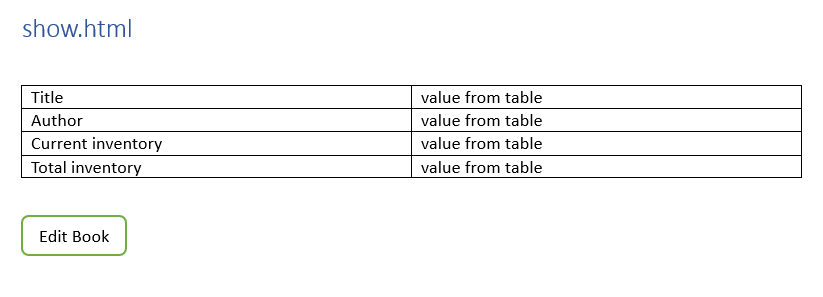 show.html
Title value from table
Author value from table
Current inventory value from table
Total inventory value from table
Edit Book